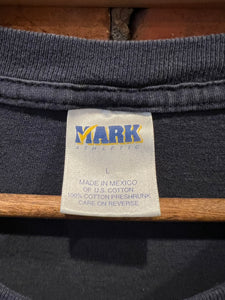 MARK
ATHLETIC
L
MADE IN MEXICO
OF U.S. COTTON
100% COTTON PRESHRUNK
CARE ON REVERSE